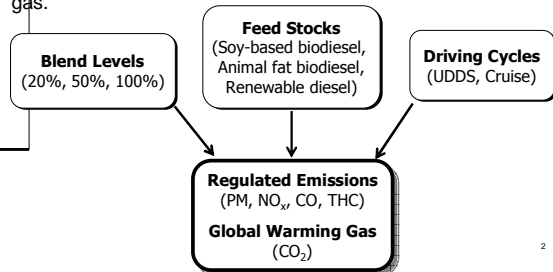 gas.
Blend Levels
(20%, 50%, 100%)
Feed Stocks
(Soy-based biodiesel,
Animal fat biodiesel,
Renewable diesel)
Driving Cycles
(UDDS, Cruise)
Regulated Emissions
(PM, NOx, CO, THC)
Global Warming Gas
(CO2)
2